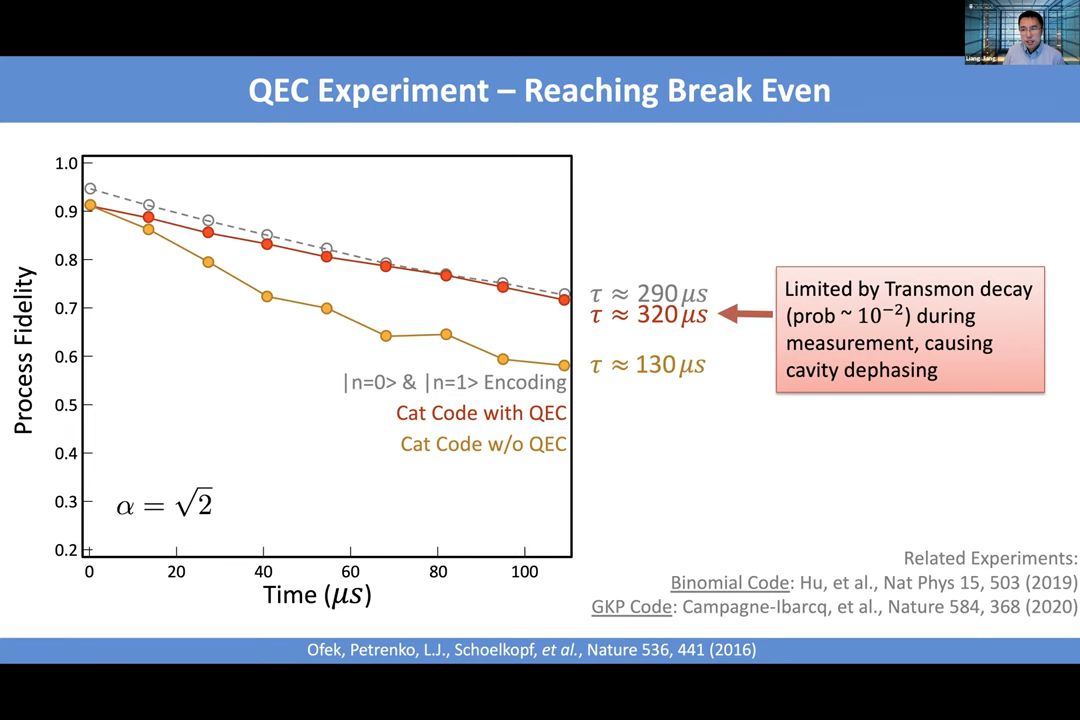 Liang Jiang
QEC Experiment – Reaching Break Even
1.0
0.9
0.8
0.7
0.6
0.5
0.4
0.3
0.2
Process Fidelity
0
20
40
60
80
100
Time (μs)
τ ≈ 290 μs
τ ≈ 320 μs
τ ≈ 130 μs
|n=0> & |n=1> Encoding
Cat Code with QEC
Cat Code w/o QEC
α = √2
Limited by Transmon decay
(prob ~ 10⁻²) during
measurement, causing
cavity dephasing
Related Experiments:
Binomial Code: Hu, et al., Nat Phys 15, 503 (2019)
GKP Code: Campagne-Ibarcq, et al., Nature 584, 368 (2020)
Ofek, Petrenko, L.J., Schoelkopf, et al., Nature 536, 441 (2016)